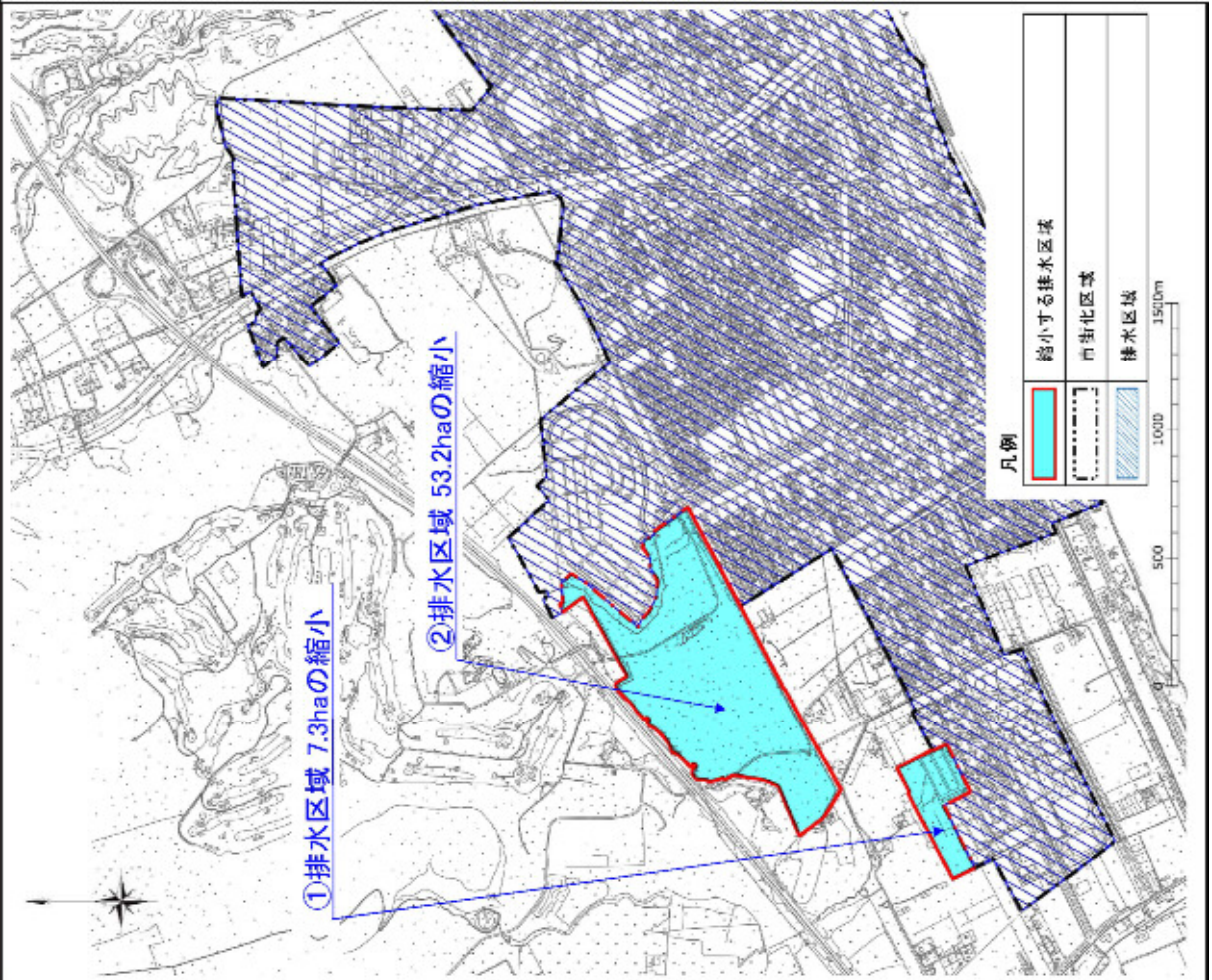 ①排水区域 7.3haの縮小
②排水区域 53.2haの縮小
凡例
縮小する排水区域
市街化区域
排水区域
0 500 1000 1500m